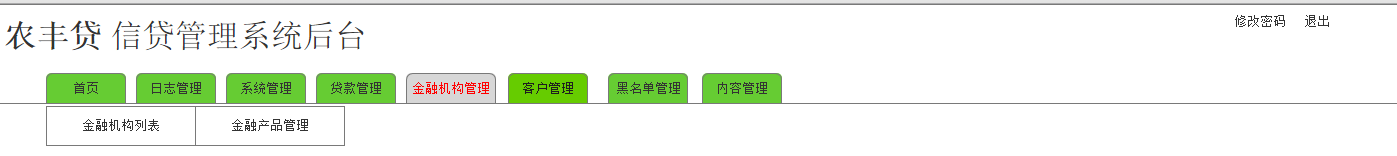 修改密码 退出
农丰贷 信贷管理系统后台
首页 日志管理 系统管理 贷款管理 金融机构管理 客户管理 黑名单管理 内容管理
金融机构列表 金融产品管理